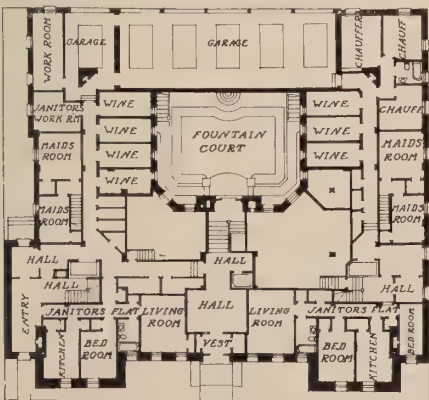 WORK ROOM
GARAGE
GARAGE
CHAUFFER
CHAUFF
JANITORS
WORK RM
WINE
WINE
WINE
WINE
FOUNTAIN
COURT
WINE
WINE
WINE
CHAUFF
MAIDS
ROOM
MAIDS
ROOM
MAIDS
ROOM
MAIDS
ROOM
HALL
HALL
ENTRY
HALL
HALL
HALL
JANITORS FLAT
LIVING
ROOM
VEST
LIVING
ROOM
JANITORS FLAT
KITCHEN
BED
ROOM
BED
ROOM
KITCHEN
BED ROOM